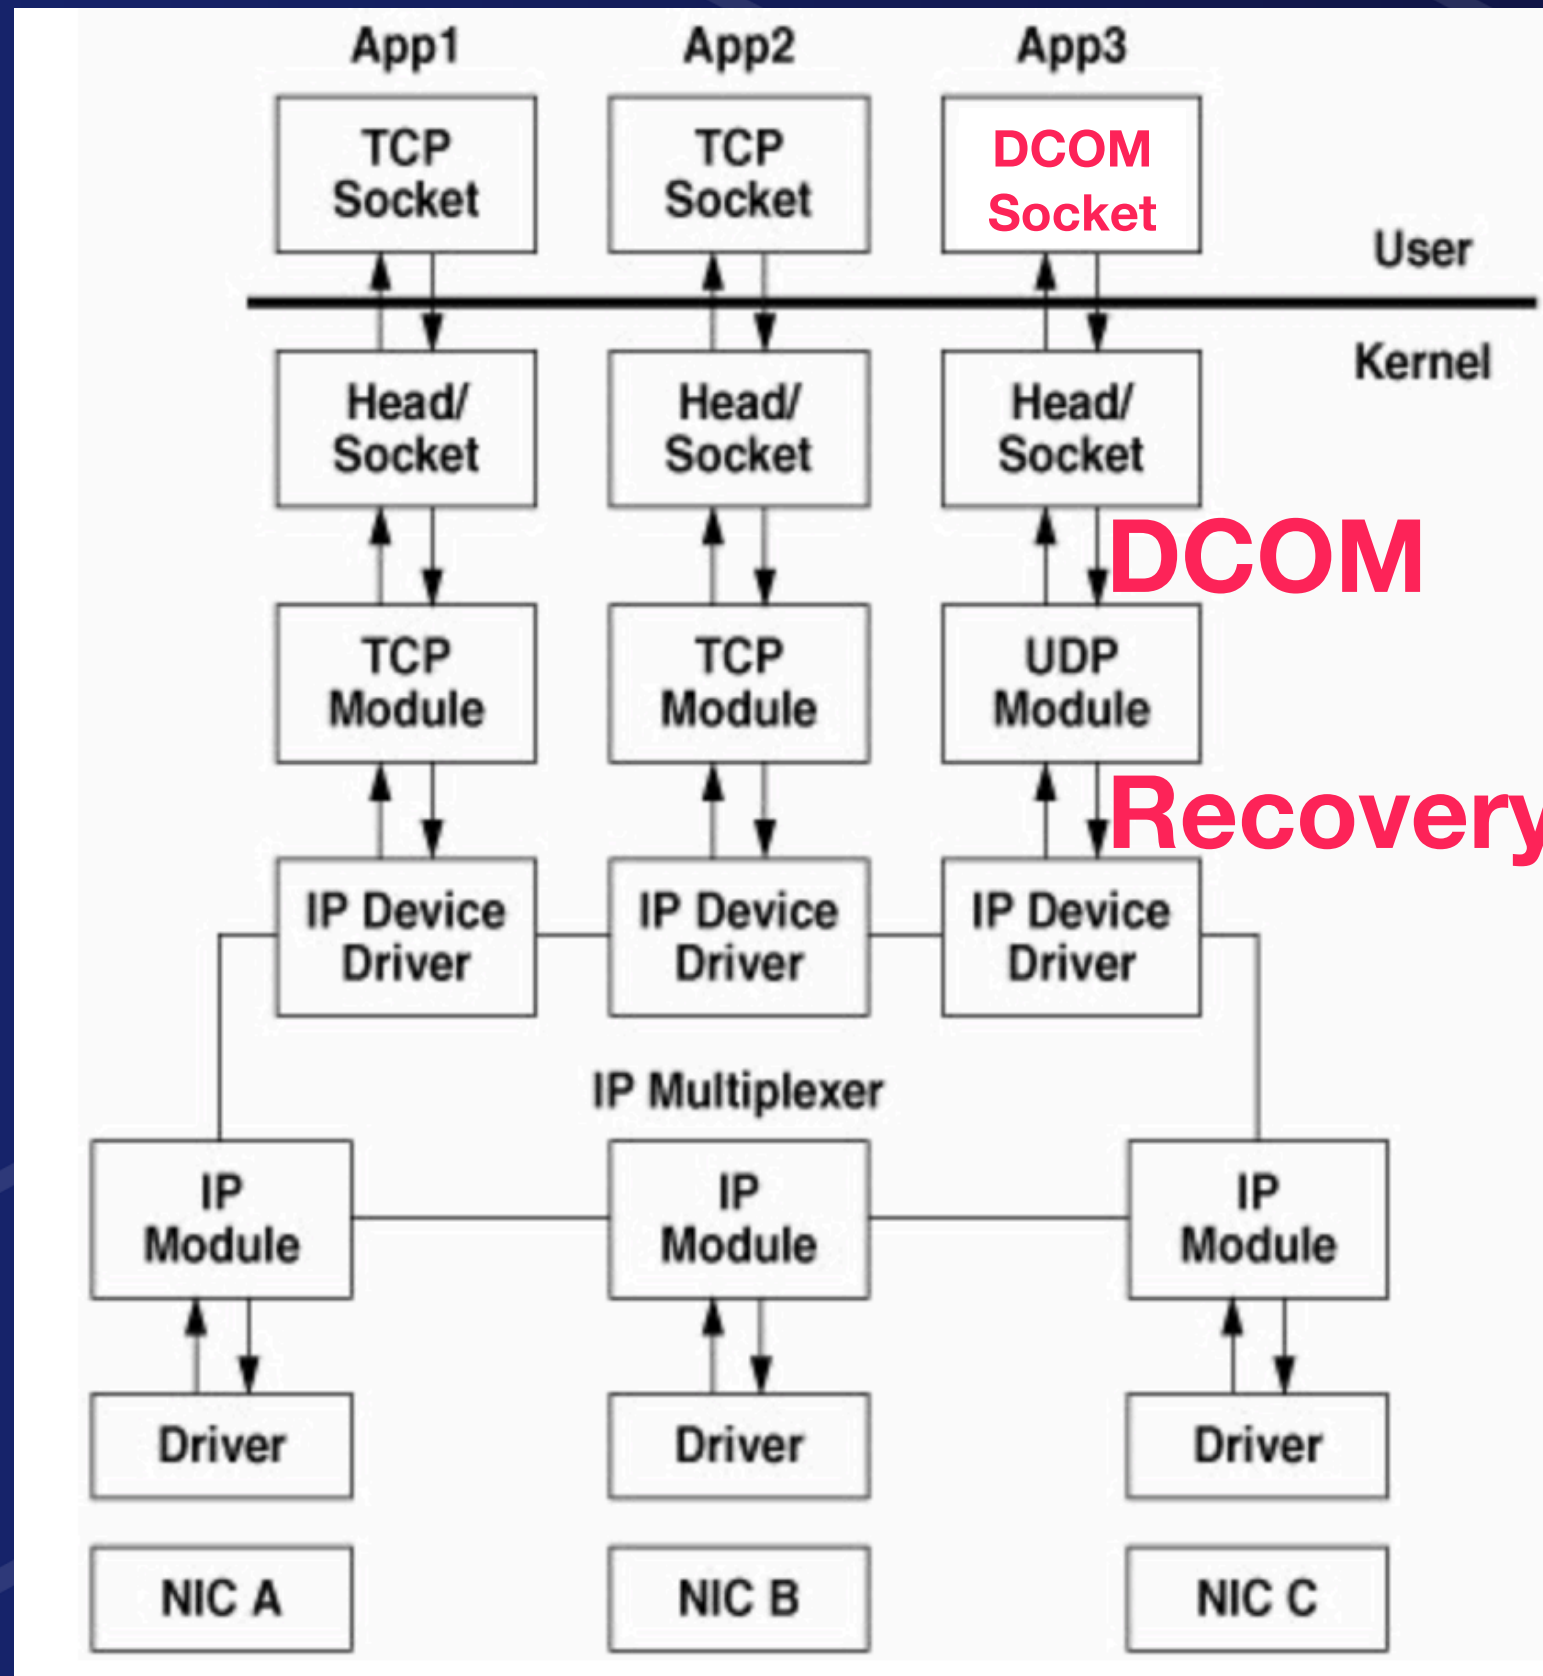 App1 App2 App3
TCP TCP DCOM
Socket Socket Socket
User
Kernel
Head/ Head/ Head/
Socket Socket Socket
DCOM
TCP TCP UDP
Module Module Module
Recovery
IP Device IP Device IP Device
Driver Driver Driver
IP Multiplexer
IP IP IP
Module Module Module
Driver Driver Driver
NIC A NIC B NIC C